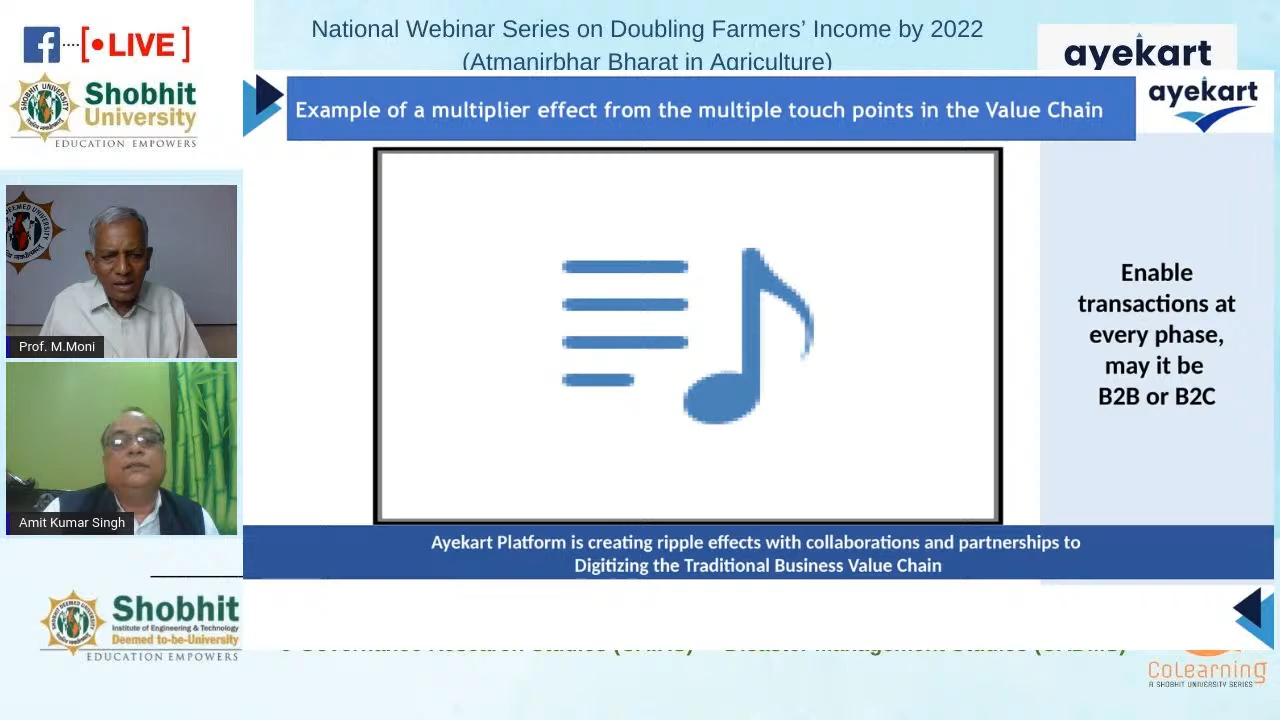 National Webinar Series on Doubling Farmers' Income by 2022
(Atmanirbhar Bharat in Agriculture)
LIVE
ayekart
Shobhit
University
EDUCATION EMPOWERS
Example of a multiplier effect from the multiple touch points in the Value Chain
ayekart
DEEMED UNIVERSITY
Prof. M.Moni
Enable
transactions at
every phase,
may it be
B2B or B2C
Amit Kumar Singh
Ayekart Platform is creating ripple effects with collaborations and partnerships to
Digitizing the Traditional Business Value Chain
Shobhit
Institute of Engineering & Technology
Deemed to-be-University
EDUCATION EMPOWERS
CoLearning
A SHOBHIT UNIVERSITY SERIES